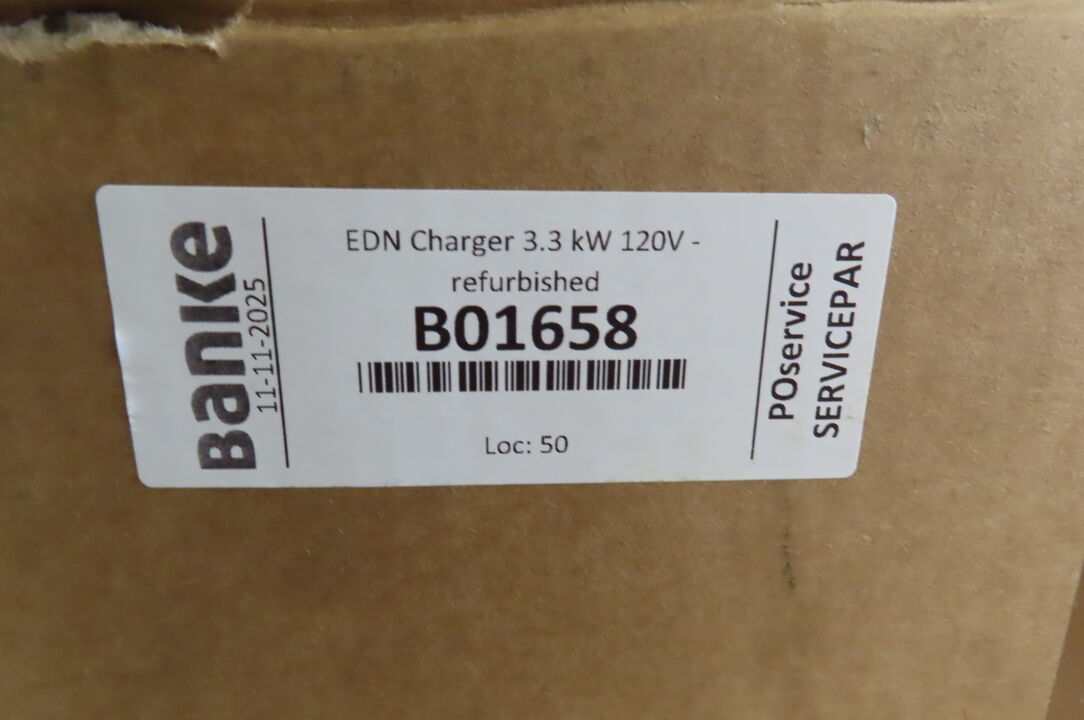 Banke
11-11-2025
EDN Charger 3.3 kW 120V -
refurbished
B01658
Loc: 50
POservice
SERVICEPAR